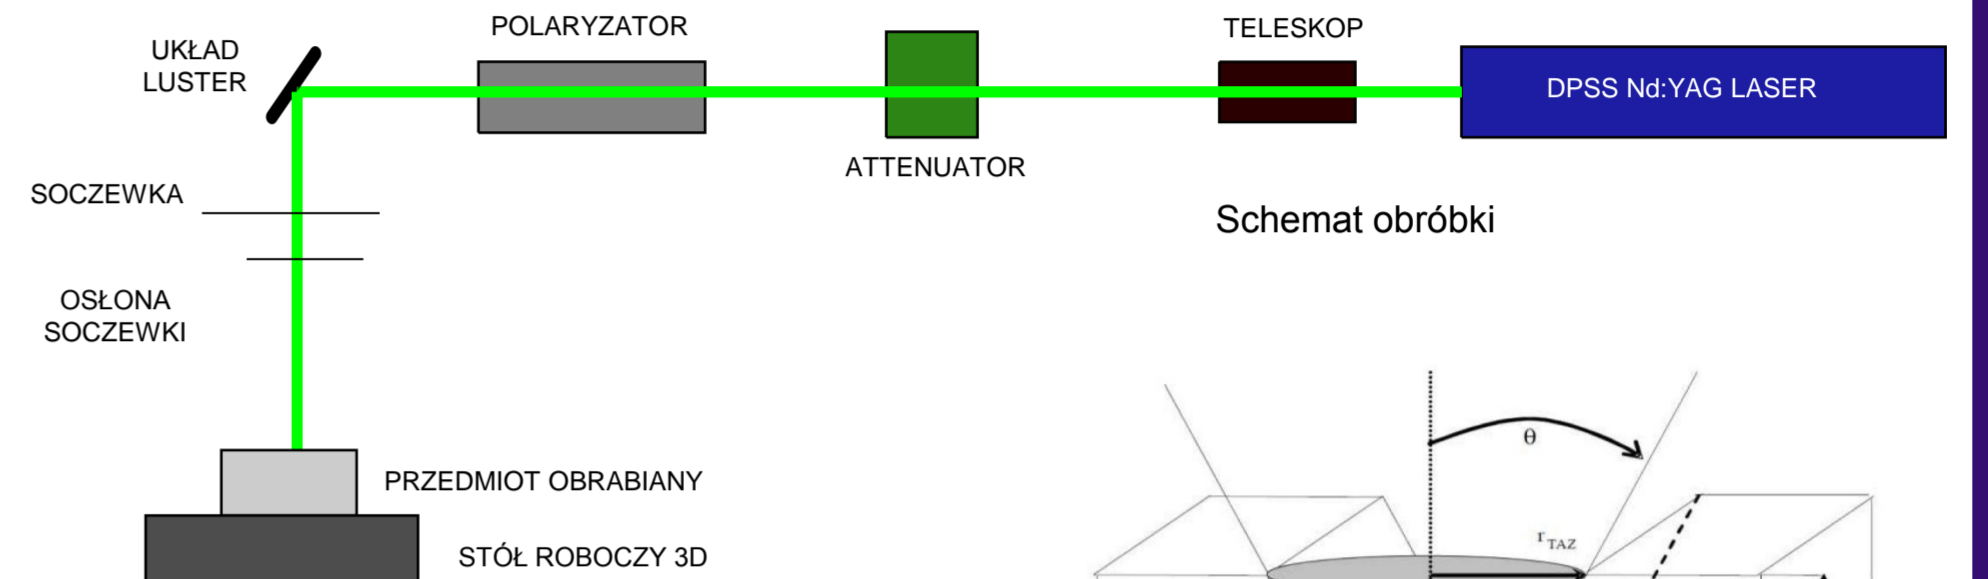 POLARYZATOR
TELESKOP
UKŁAD
LUSTER
DPSS Nd:YAG LASER
ATTENUATOR
SOCZEWKA
Schemat obróbki
OSŁONA
SOCZEWKI
θ
PRZEDMIOT OBRABIANY
r TAZ
STÓŁ ROBOCZY 3D